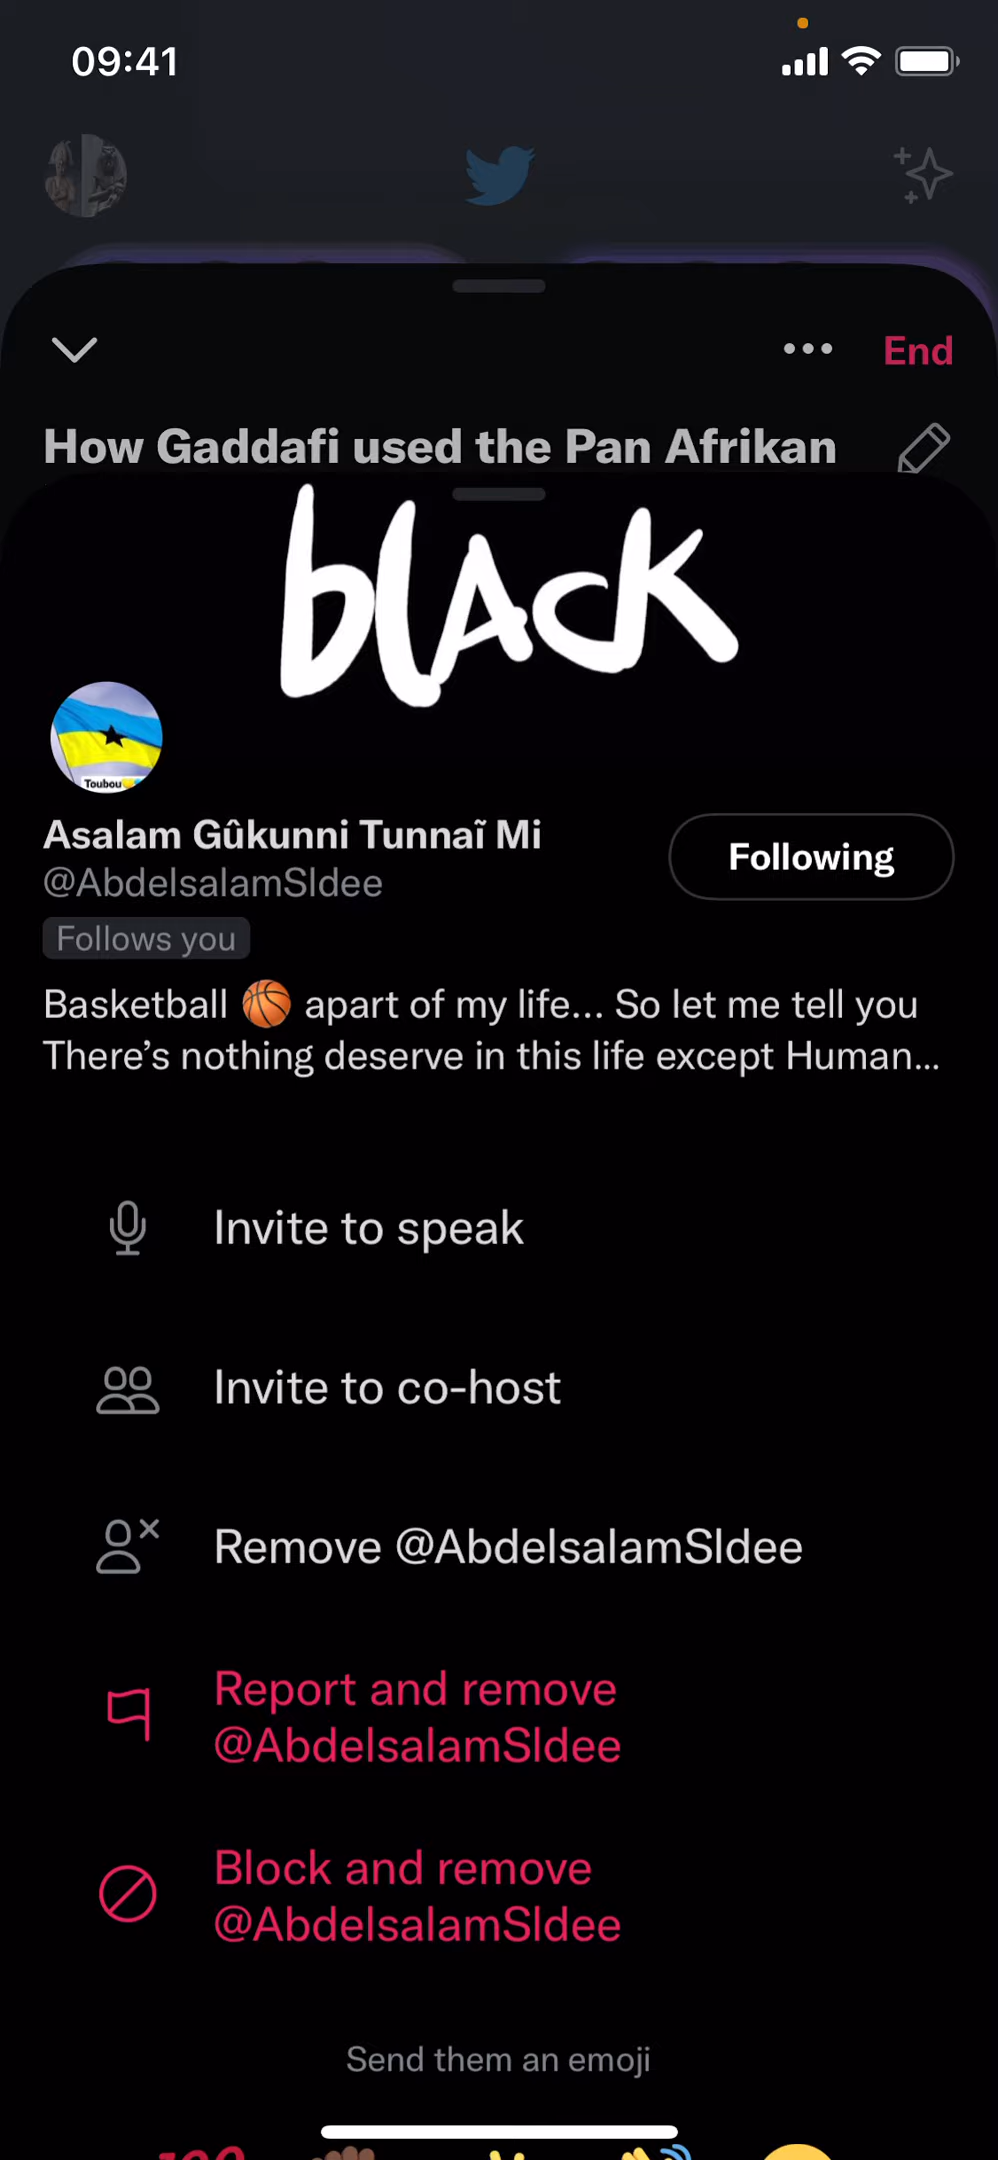 09:41
End
How Gaddafi used the Pan Afrikan
blAcK
Toubou
Asalam Gûkunni Tunnaĩ Mi
Following
@AbdelsalamSldee
Follows you
Basketball 🏀 apart of my life... So let me tell you
There’s nothing deserve in this life except Human...
Invite to speak
Invite to co-host
Remove @AbdelsalamSldee
Report and remove
@AbdelsalamSldee
Block and remove
@AbdelsalamSldee
Send them an emoji